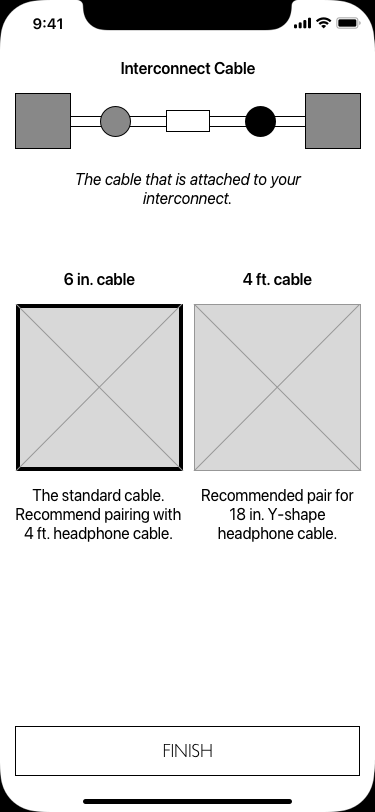 9:41
Interconnect Cable
The cable that is attached to your
interconnect.
6 in. cable
4 ft. cable
The standard cable.
Recommend pairing with
4 ft. headphone cable.
Recommended pair for
18 in. Y-shape
headphone cable.
FINISH